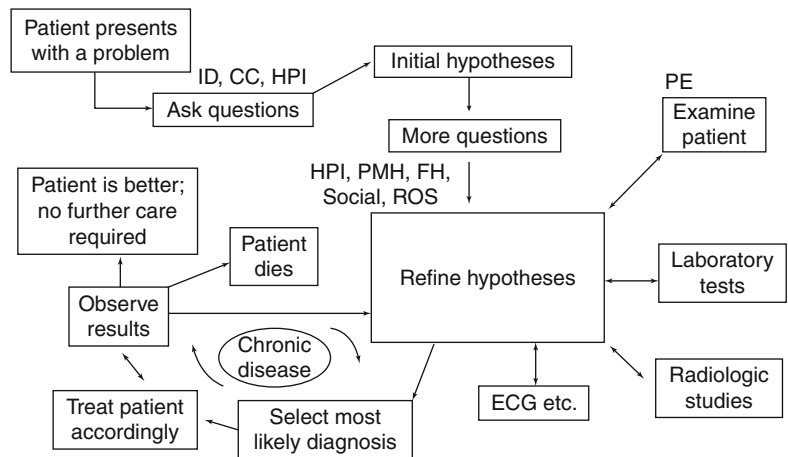 Patient presents
with a problem
ID, CC, HPI
Ask questions
Initial hypotheses
More questions
HPI, PMH, FH,
Social, ROS
PE
Examine
patient
Patient is better;
no further care
required
Patient
dies
Refine hypotheses
Laboratory
tests
Observe
results
Chronic
disease
Radiologic
studies
ECG etc.
Treat patient
accordingly
Select most
likely diagnosis